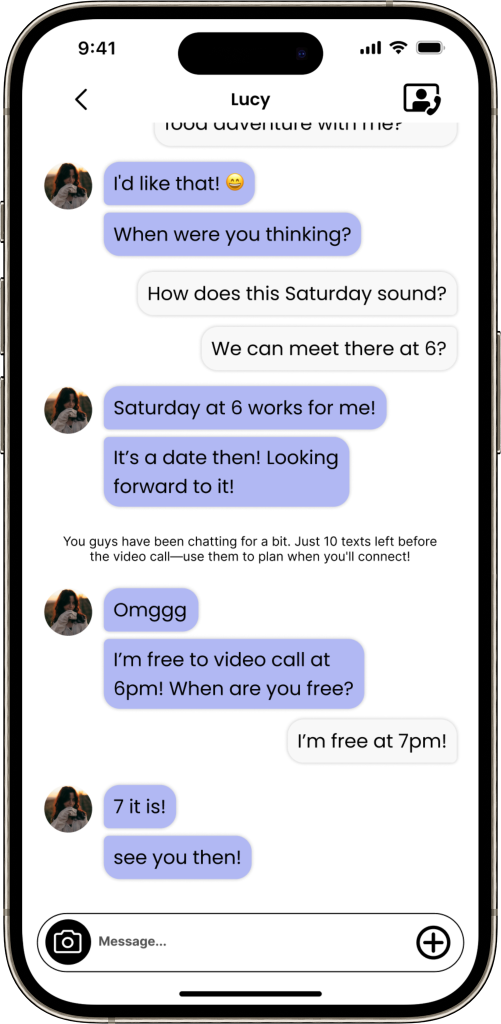 9:41
Lucy
food adventure with me?
I'd like that! 😄
When were you thinking?
How does this Saturday sound?
We can meet there at 6?
Saturday at 6 works for me!
It’s a date then! Looking
forward to it!
You guys have been chatting for a bit. Just 10 texts left before
the video call—use them to plan when you'll connect!
Omggg
I’m free to video call at
6pm! When are you free?
I’m free at 7pm!
7 it is!
see you then!
Message...